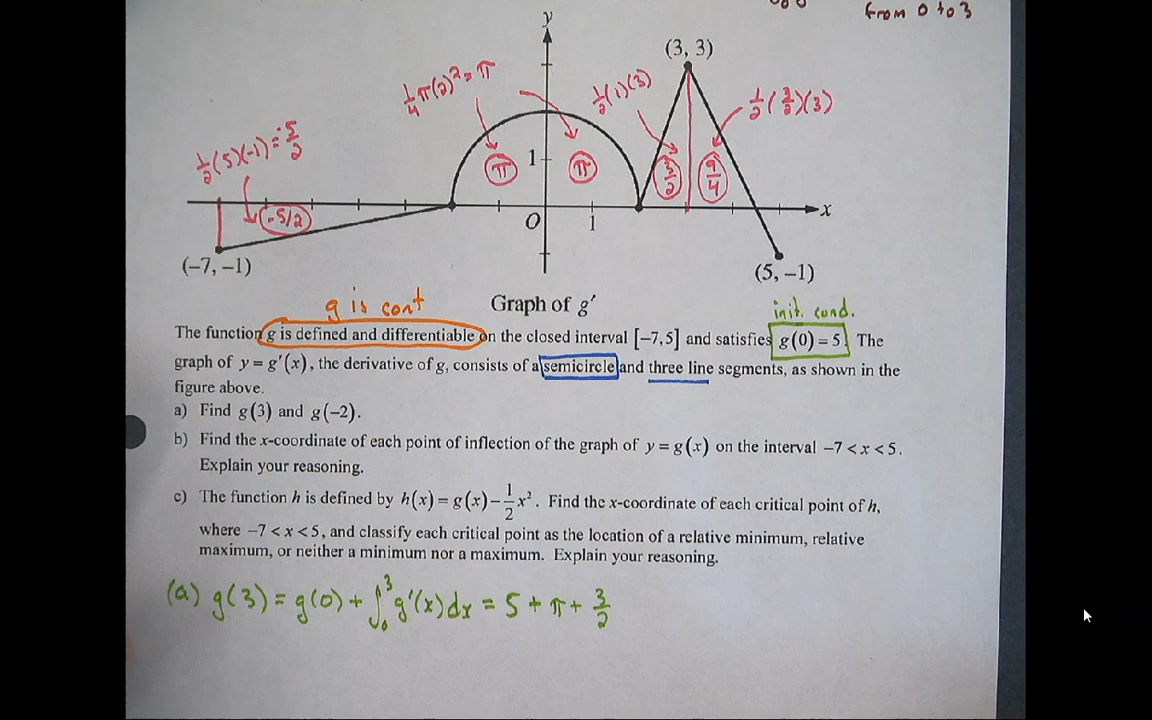 from 0 to 3
y
(3, 3)
1/4 π(2)² = π
1/2(1)(3)
1/2(3/2)(3)
1/2(5)(-1) = -5/2
π
π
3/2
9/4
1
-5/2
O
1
x
(−7, −1)
(5, −1)
g is cont
Graph of g′
init. cond.
The function g is defined and differentiable on the closed interval [−7,5] and satisfies g(0) = 5. The
graph of y = g′(x), the derivative of g, consists of a semicircle and three line segments, as shown in the
figure above.
a) Find g(3) and g(−2).
b) Find the x-coordinate of each point of inflection of the graph of y = g(x) on the interval −7 < x < 5.
Explain your reasoning.
c) The function h is defined by h(x) = g(x) − 1/2 x². Find the x-coordinate of each critical point of h,
where −7 < x < 5, and classify each critical point as the location of a relative minimum, relative
maximum, or neither a minimum nor a maximum. Explain your reasoning.
(a) g(3) = g(0) + ∫₀³ g′(x) dx = 5 + π + 3/2